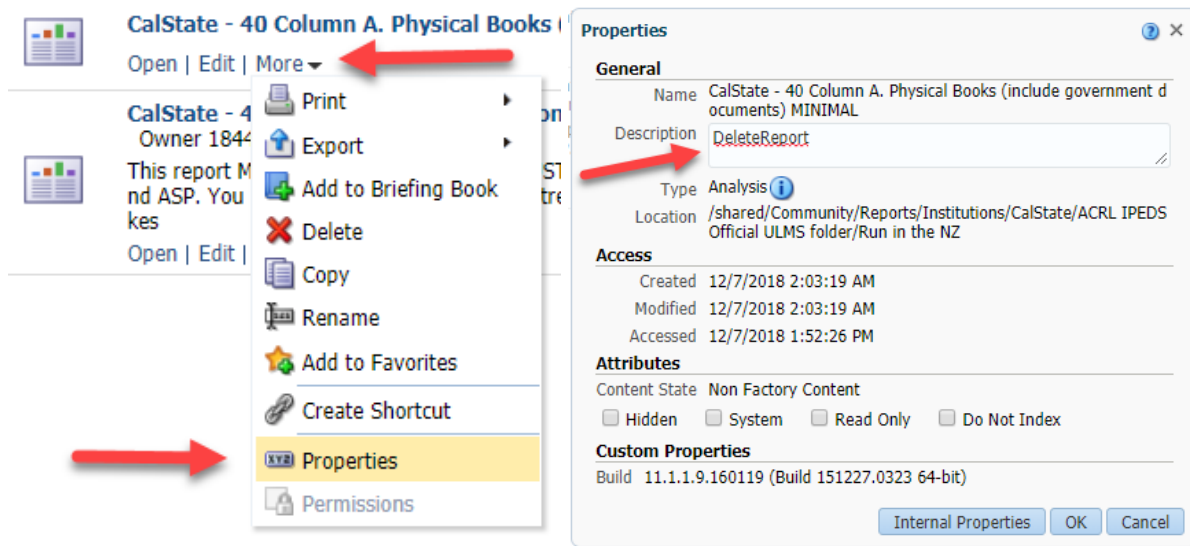 CalState - 40 Column A. Physical Books (
Open | Edit | More
CalState - 4
Owner 1844
This report M
nd ASP. You
kes
Open | Edit |
Print
Export
Add to Briefing Book
Delete
Copy
Rename
Add to Favorites
Create Shortcut
XYZ Properties
Permissions
Properties
General
Name CalState - 40 Column A. Physical Books (include government d
ocuments) MINIMAL
Description DeleteReport
Type Analysis
Location /shared/Community/Reports/Institutions/CalState/ACRL IPEDS
Official ULMS folder/Run in the NZ
Access
Created 12/7/2018 2:03:19 AM
Modified 12/7/2018 2:03:19 AM
Accessed 12/7/2018 1:52:26 PM
Attributes
Content State Non Factory Content
Hidden System Read Only Do Not Index
Custom Properties
Build 11.1.1.9.160119 (Build 151227.0323 64-bit)
Internal Properties OK Cancel